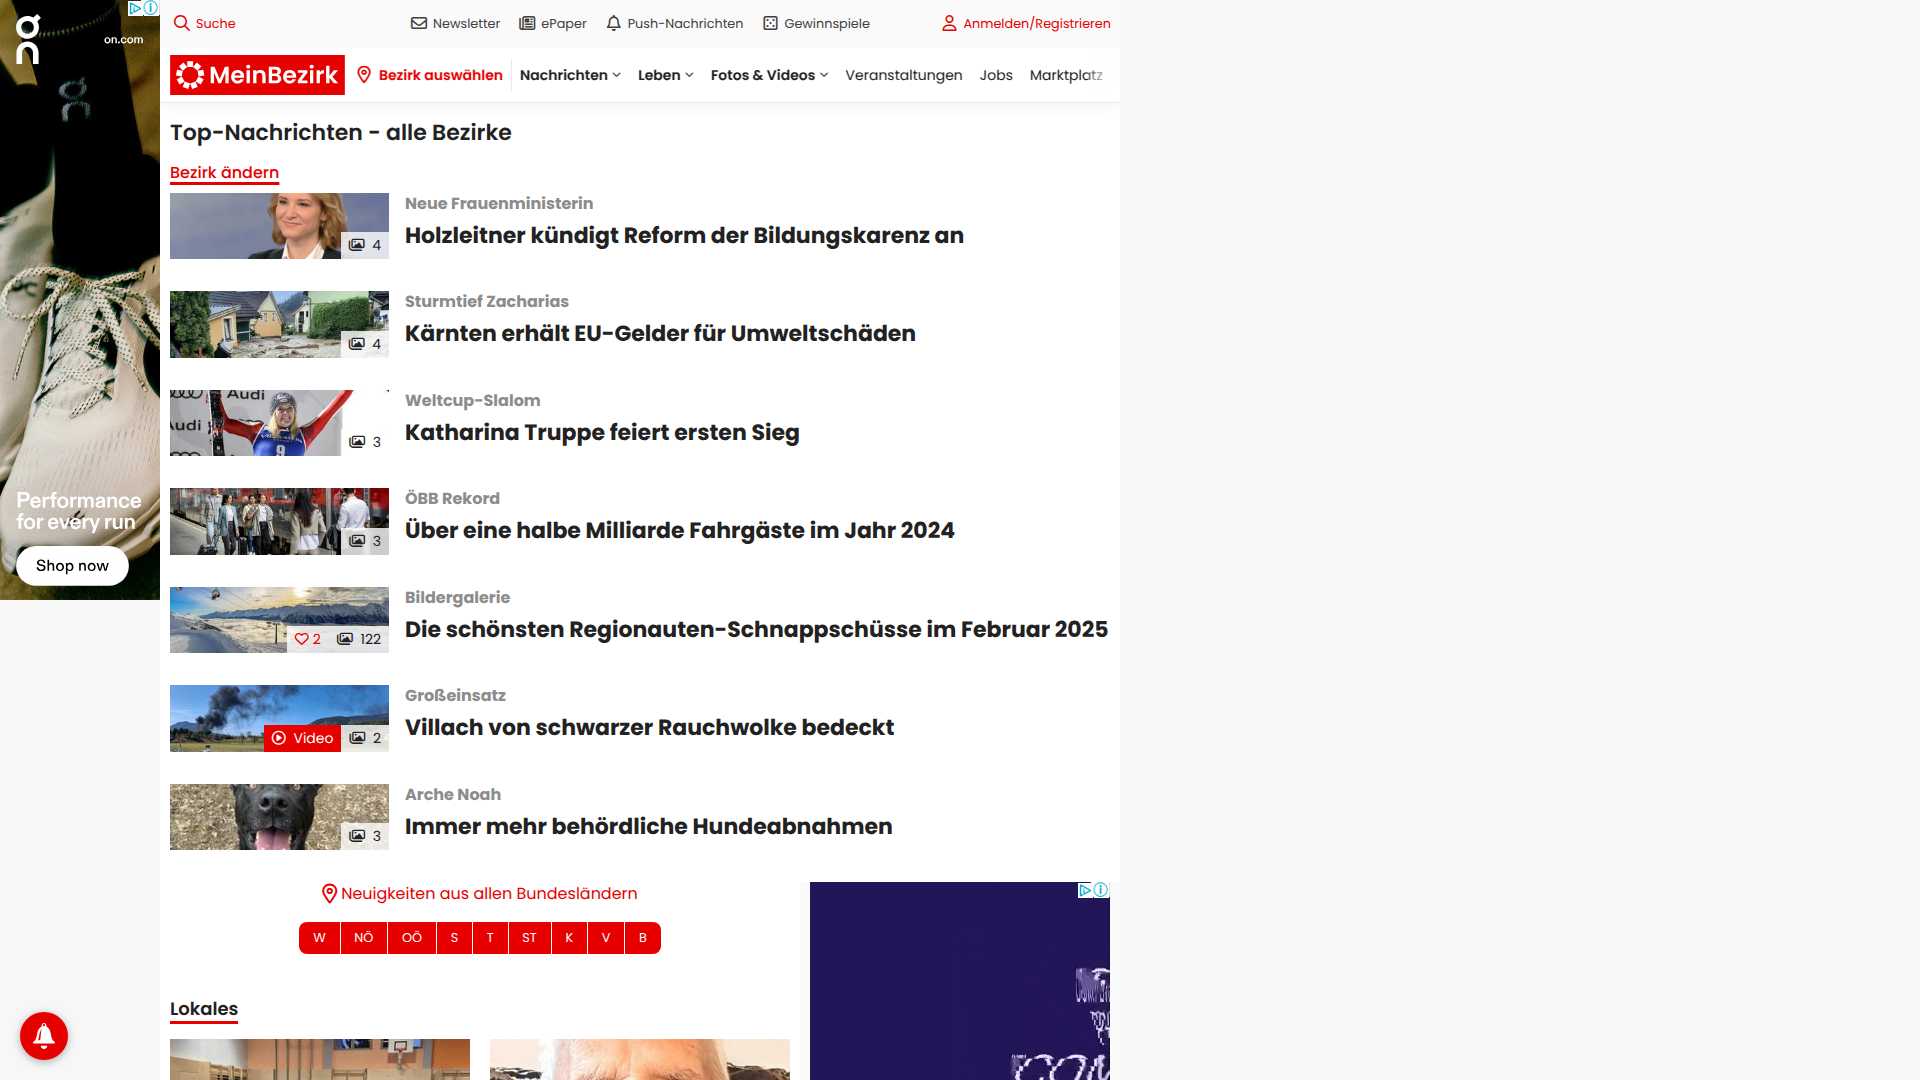 on.com
Performance
for every run
Shop now
Suche
Newsletter
ePaper
Push-Nachrichten
Gewinnspiele
Anmelden/Registrieren
MeinBezirk
Bezirk auswählen
Nachrichten
Leben
Fotos & Videos
Veranstaltungen
Jobs
Marktplatz
Top-Nachrichten - alle Bezirke
Bezirk ändern
4
Neue Frauenministerin
Holzleitner kündigt Reform der Bildungskarenz an
4
Sturmtief Zacharias
Kärnten erhält EU-Gelder für Umweltschäden
Audi
Audi
9
3
Weltcup-Slalom
Katharina Truppe feiert ersten Sieg
3
ÖBB Rekord
Über eine halbe Milliarde Fahrgäste im Jahr 2024
2
122
Bildergalerie
Die schönsten Regionauten-Schnappschüsse im Februar 2025
Video
2
Großeinsatz
Villach von schwarzer Rauchwolke bedeckt
3
Arche Noah
Immer mehr behördliche Hundeabnahmen
Neuigkeiten aus allen Bundesländern
W
NÖ
OÖ
S
T
ST
K
V
B
Lokales